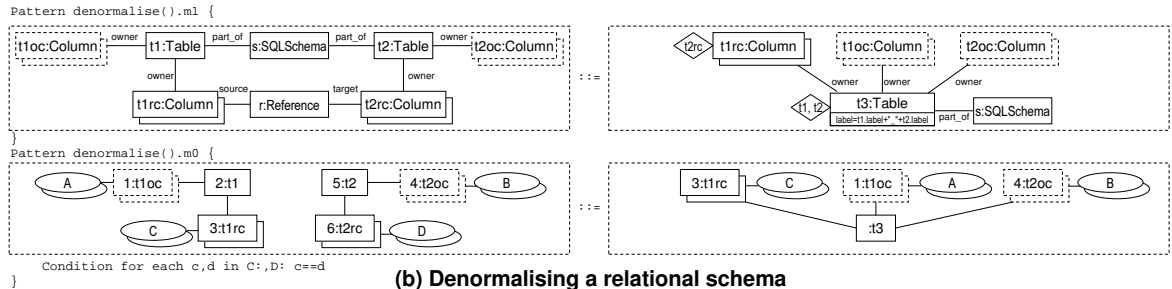 Pattern denormalise().m1 {
t1oc:Column owner t1:Table part_of s:SQLSchema part_of t2:Table owner t2oc:Column
owner owner
t1rc:Column source r:Reference target t2rc:Column
::=
t2rc t1rc:Column t1oc:Column t2oc:Column
owner owner owner
t1, t2 t3:Table
label=t1.label+"_"+t2.label part_of s:SQLSchema
}
Pattern denormalise().m0 {
A 1:t1oc 2:t1 5:t2 4:t2oc B
C 3:t1rc 6:t2rc D
::=
3:t1rc C 1:t1oc A 4:t2oc B
:t3
Condition for each c,d in C:,D: c==d
}
(b) Denormalising a relational schema